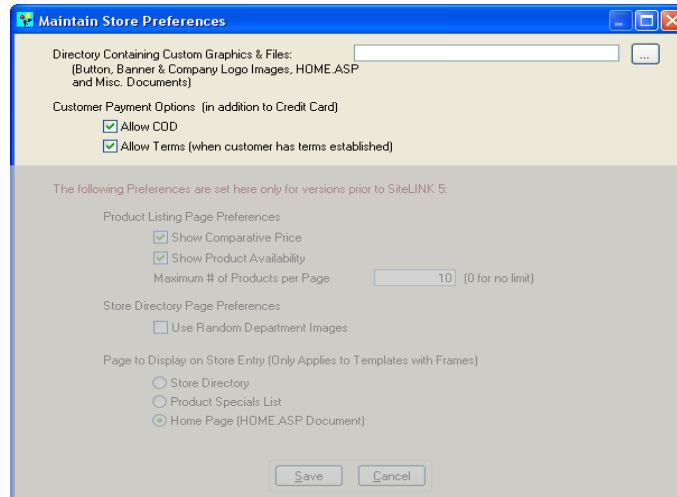 Maintain Store Preferences
Directory Containing Custom Graphics & Files:
...
(Button, Banner & Company Logo Images, HOME.ASP
and Misc. Documents)
Customer Payment Options (in addition to Credit Card)
Allow COD
Allow Terms (when customer has terms established)
The following Preferences are set here only for versions prior to SiteLINK 5:
Product Listing Page Preferences
Show Comparative Price
Show Product Availability
Maximum # of Products per Page 10 (0 for no limit)
Store Directory Page Preferences
Use Random Department Images
Page to Display on Store Entry (Only Applies to Templates with Frames)
Store Directory
Product Specials List
Home Page (HOME.ASP Document)
Save Cancel